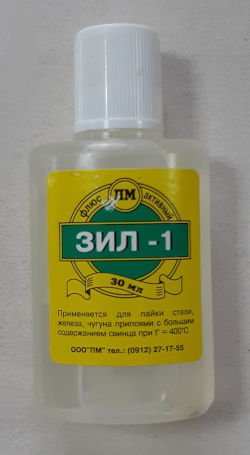 флюс ПМ активный
ЗИЛ -1
30 мл
Применяется для пайки стали,
железа, чугуна припоями с большим
содержанием свинца при t° = 400°C
ООО"ПМ" тел.: (0912) 27-17-55